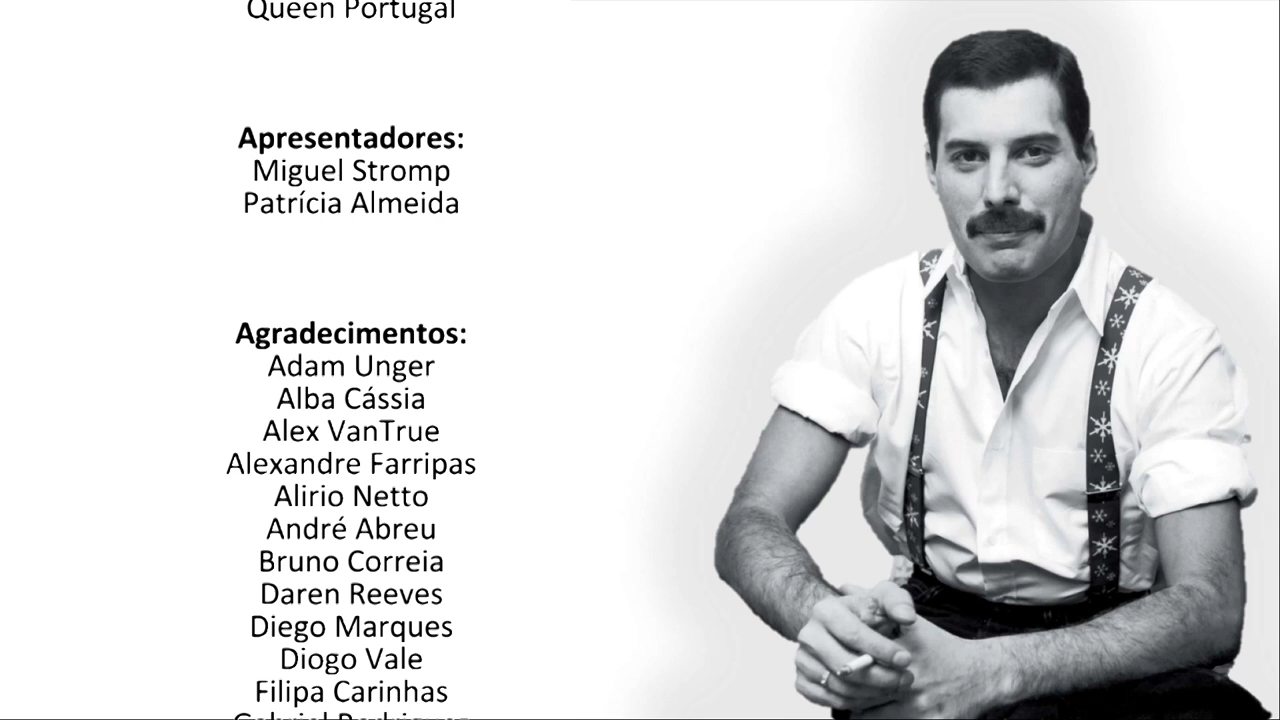 Queen Portugal
Apresentadores:
Miguel Stromp
Patrícia Almeida
Agradecimentos:
Adam Unger
Alba Cássia
Alex VanTrue
Alexandre Farripas
Alirio Netto
André Abreu
Bruno Correia
Daren Reeves
Diego Marques
Diogo Vale
Filipa Carinhas